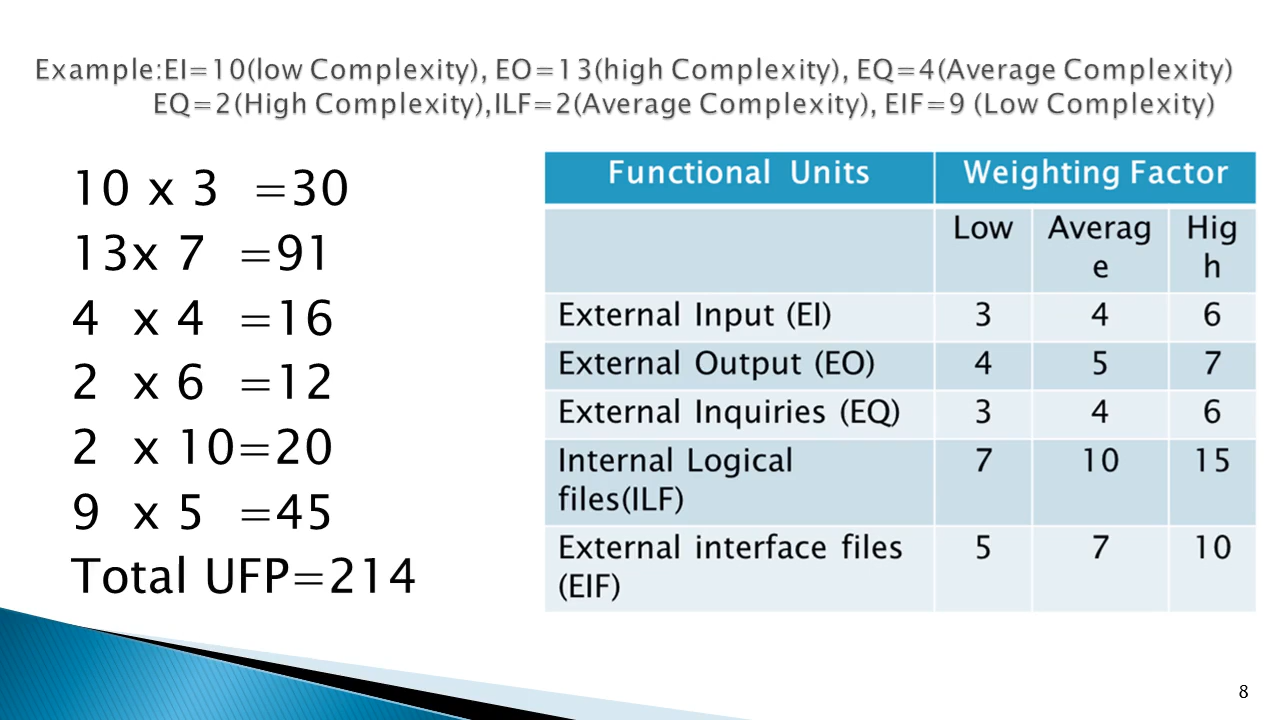 Example:EI=10(low Complexity), EO=13(high Complexity), EQ=4(Average Complexity)
EQ=2(High Complexity),ILF=2(Average Complexity), EIF=9 (Low Complexity)
10 x 3 =30
13x 7 =91
4 x 4 =16
2 x 6 =12
2 x 10=20
9 x 5 =45
Total UFP=214
Functional Units Weighting Factor
Low Averag Hig
e h
External Input (EI) 3 4 6
External Output (EO) 4 5 7
External Inquiries (EQ) 3 4 6
Internal Logical 7 10 15
files(ILF)
External interface files 5 7 10
(EIF)
8